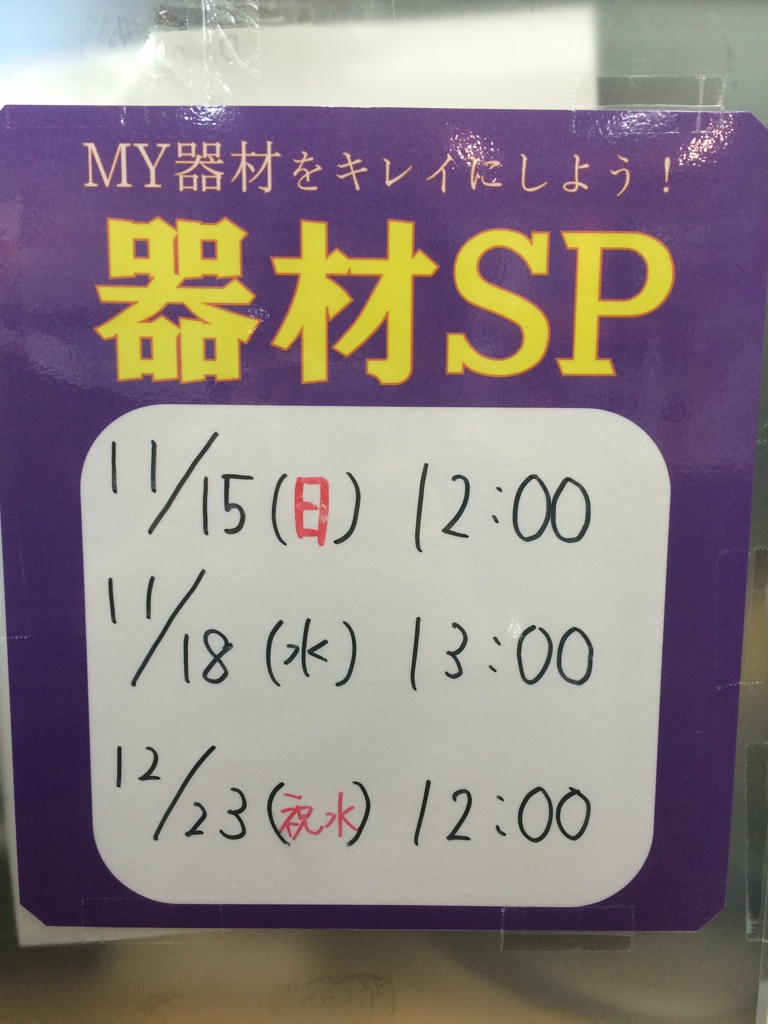 MY器材をキレイにしよう！
器材SP
11/15(日) 12:00
11/18(水) 13:00
12/23(祝水) 12:00